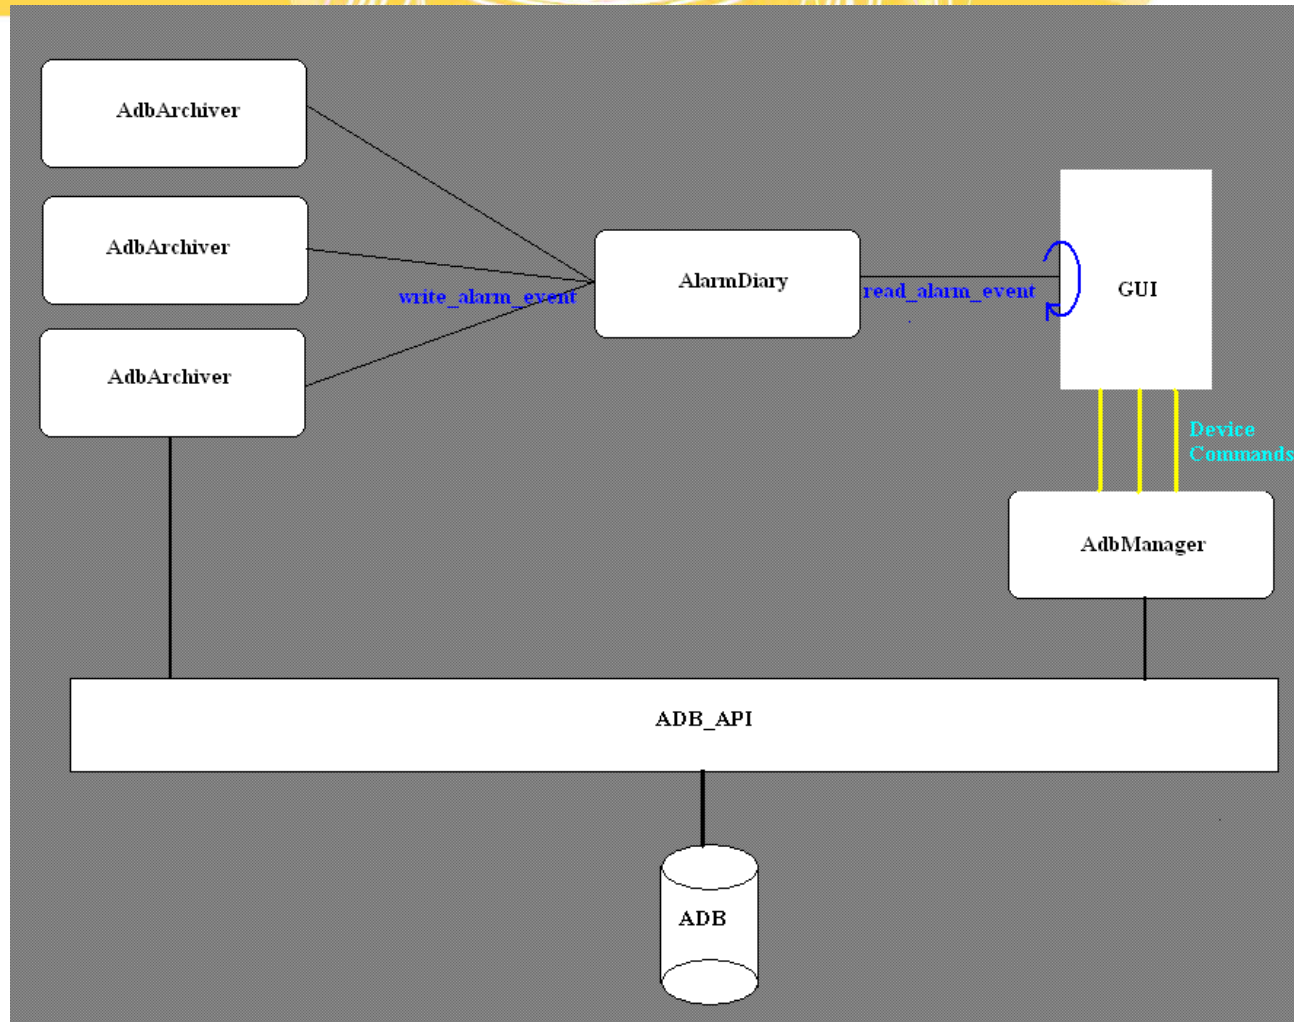 AdbArchiver
AdbArchiver
AdbArchiver
write_alarm_event
AlarmDiary
read_alarm_event
GUI
Device
Commands
AdbManager
ADB_API
ADB